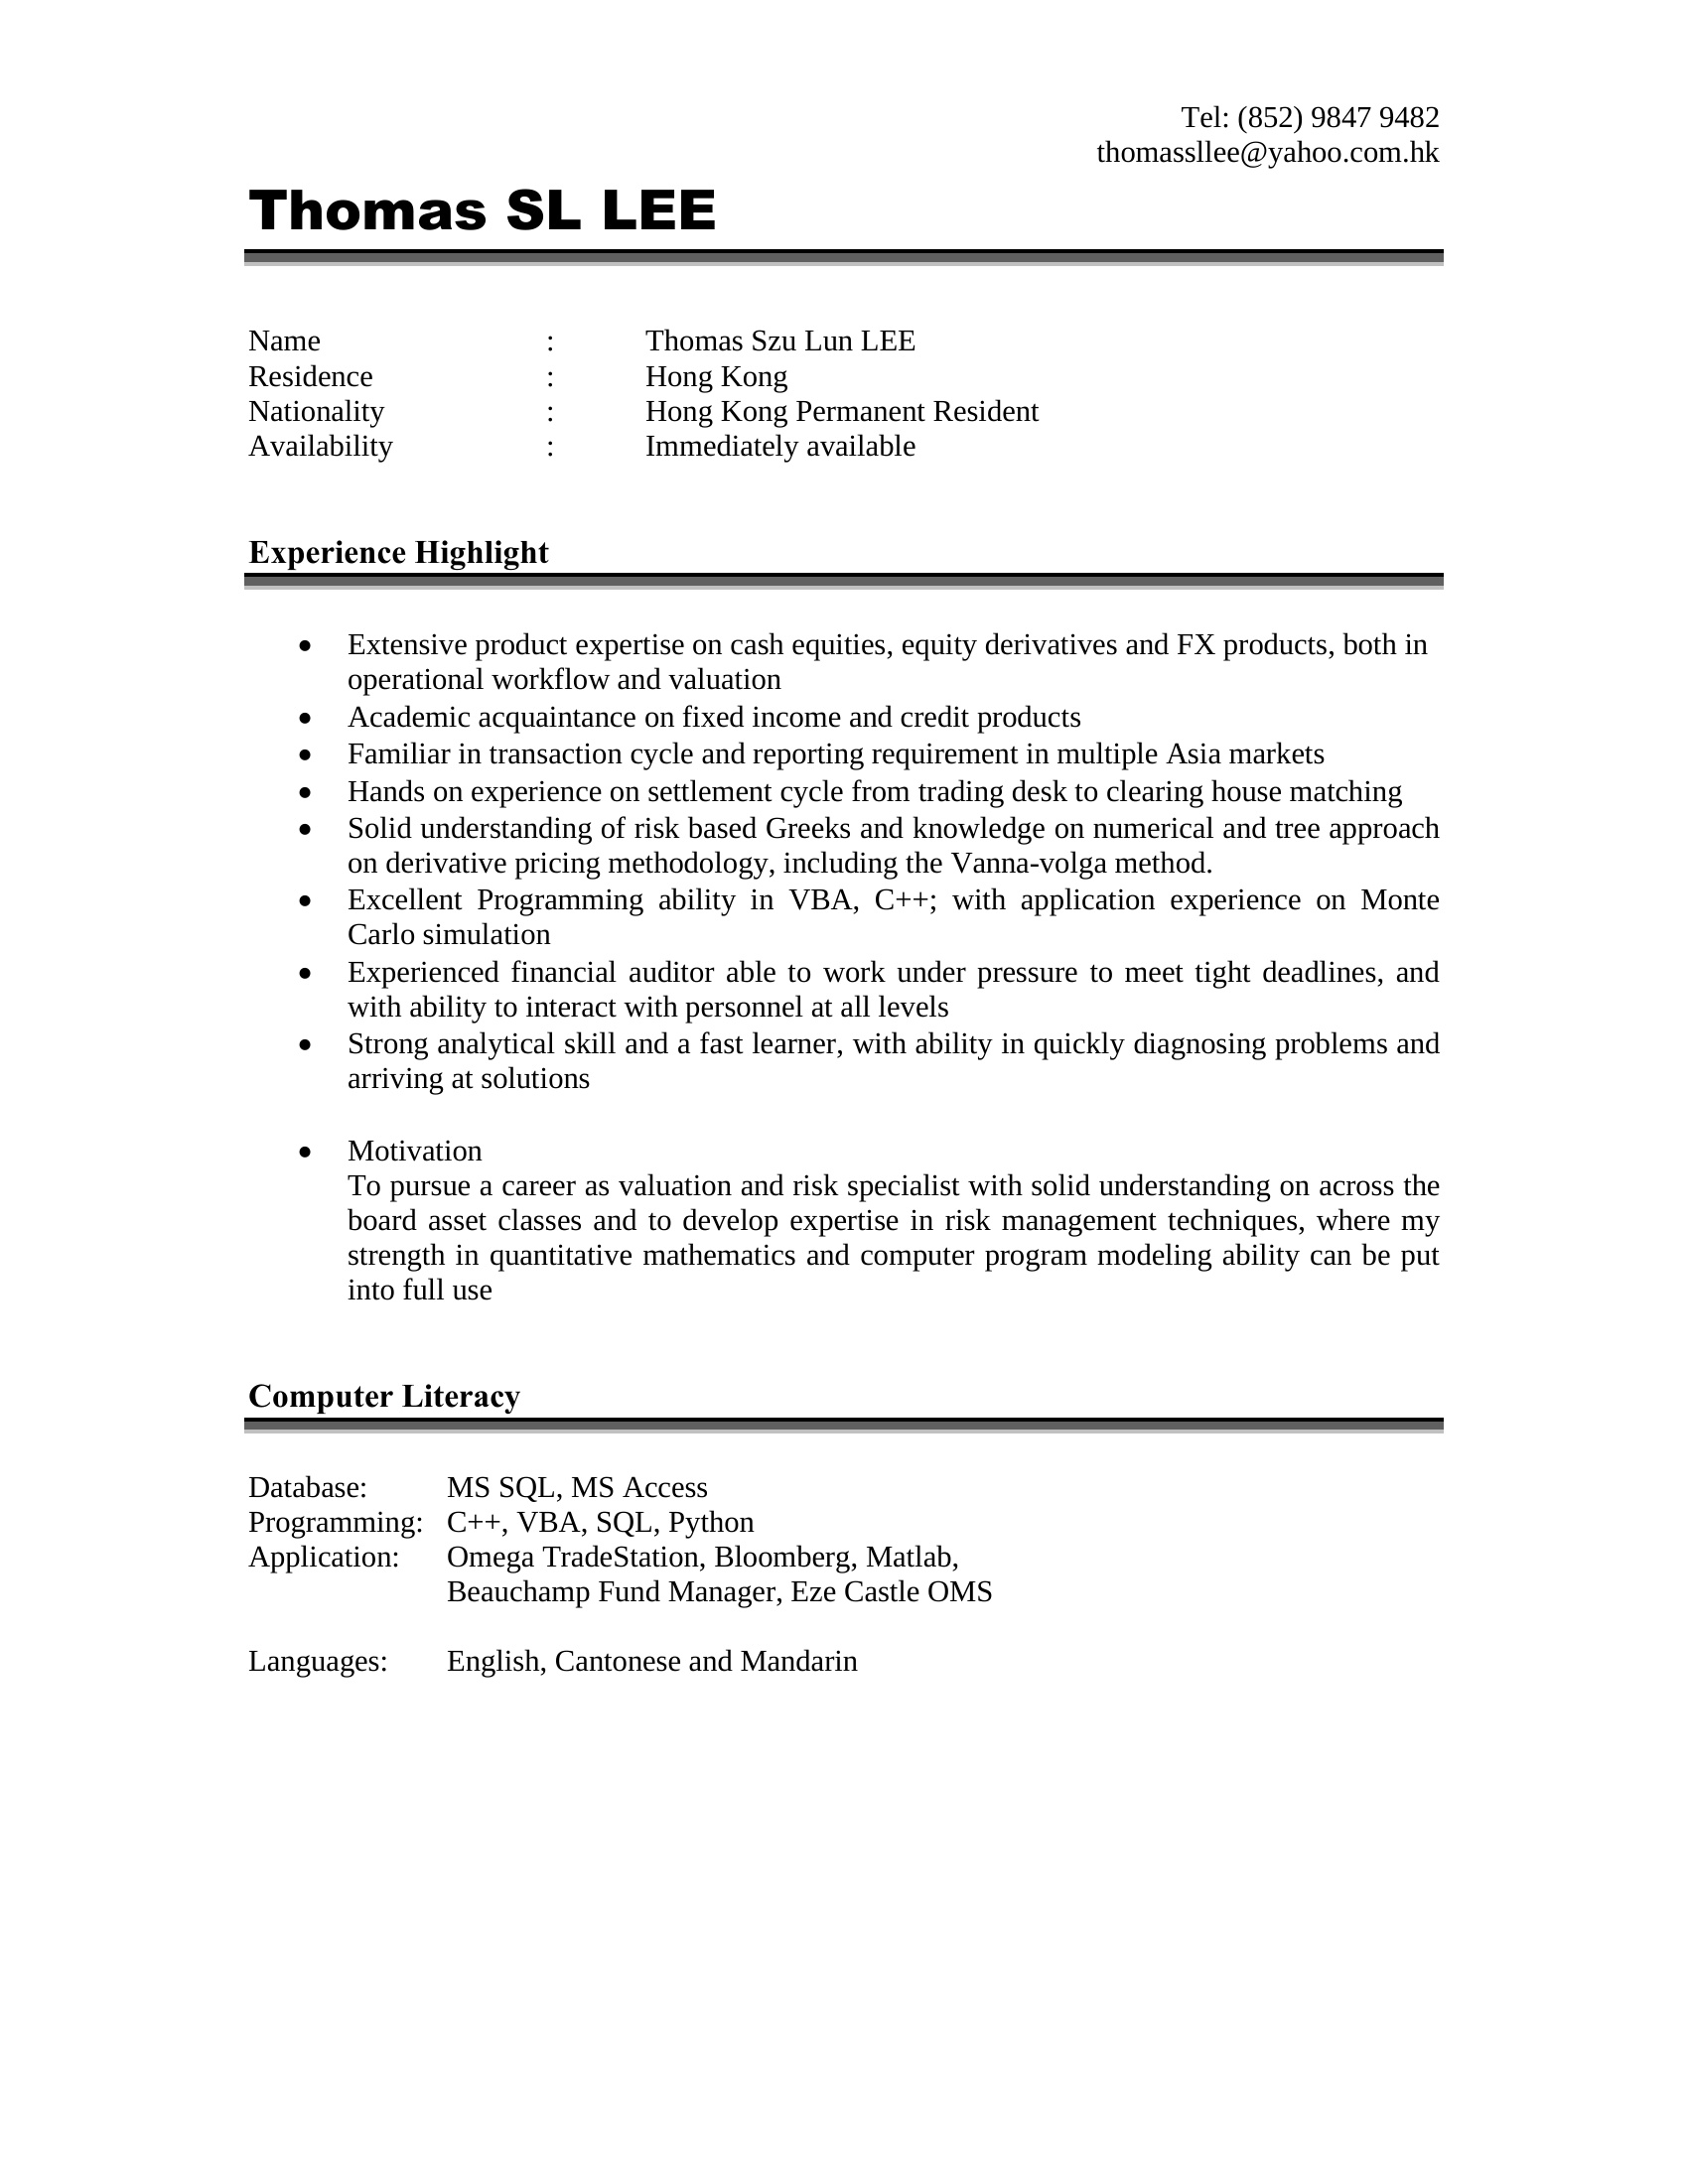 Tel: (852) 9847 9482
thomassllee@yahoo.com.hk
Thomas SL LEE
Name : Thomas Szu Lun LEE
Residence : Hong Kong
Nationality : Hong Kong Permanent Resident
Availability : Immediately available
Experience Highlight
• Extensive product expertise on cash equities, equity derivatives and FX products, both in
operational workflow and valuation
• Academic acquaintance on fixed income and credit products
• Familiar in transaction cycle and reporting requirement in multiple Asia markets
• Hands on experience on settlement cycle from trading desk to clearing house matching
• Solid understanding of risk based Greeks and knowledge on numerical and tree approach
on derivative pricing methodology, including the Vanna-volga method.
• Excellent Programming ability in VBA, C++; with application experience on Monte
Carlo simulation
• Experienced financial auditor able to work under pressure to meet tight deadlines, and
with ability to interact with personnel at all levels
• Strong analytical skill and a fast learner, with ability in quickly diagnosing problems and
arriving at solutions
• Motivation
To pursue a career as valuation and risk specialist with solid understanding on across the
board asset classes and to develop expertise in risk management techniques, where my
strength in quantitative mathematics and computer program modeling ability can be put
into full use
Computer Literacy
Database: MS SQL, MS Access
Programming: C++, VBA, SQL, Python
Application: Omega TradeStation, Bloomberg, Matlab,
Beauchamp Fund Manager, Eze Castle OMS
Languages: English, Cantonese and Mandarin